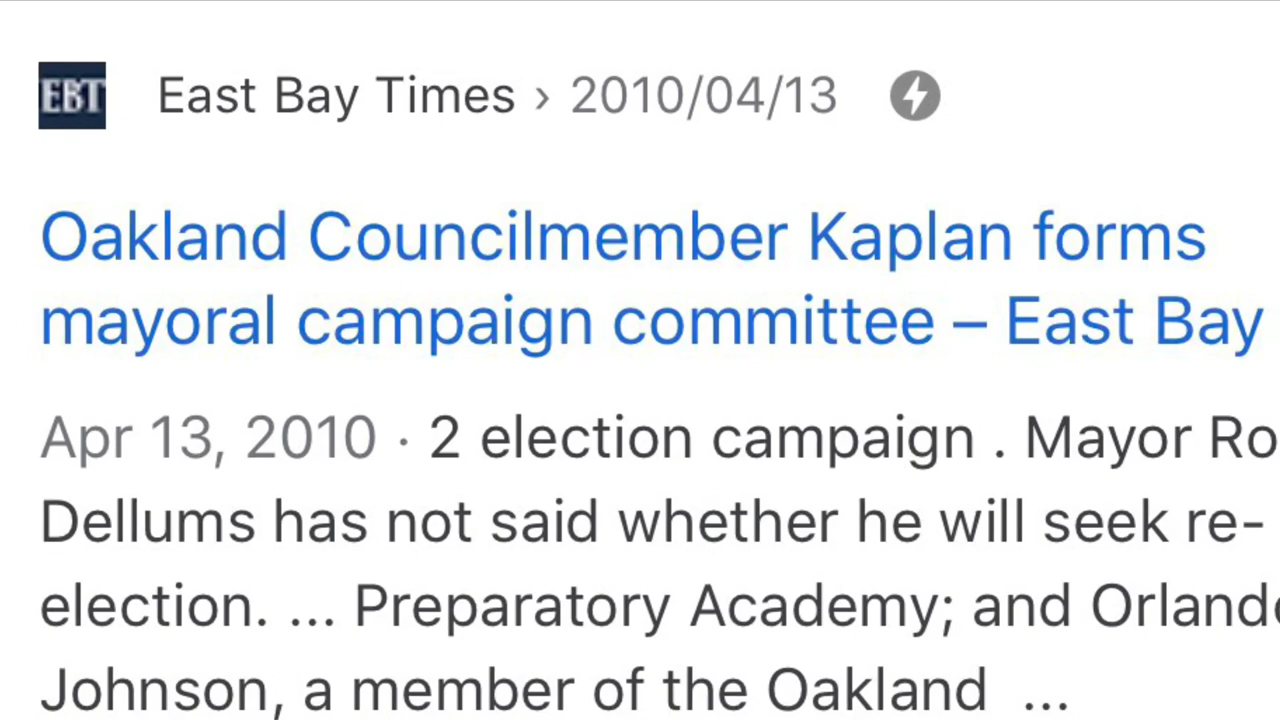 EBT East Bay Times › 2010/04/13
Oakland Councilmember Kaplan forms
mayoral campaign committee – East Bay
Apr 13, 2010 · 2 election campaign . Mayor Ro
Dellums has not said whether he will seek re-
election. ... Preparatory Academy; and Orland
Johnson, a member of the Oakland ...